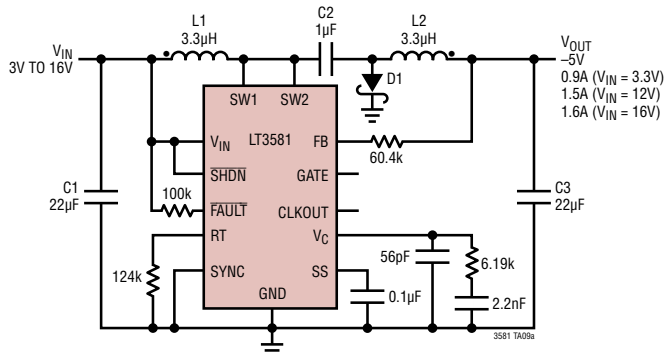 L1
3.3µH
C2
1µF
L2
3.3µH
VIN
3V TO 16V
D1
VOUT
–5V
0.9A (VIN = 3.3V)
1.5A (VIN = 12V)
1.6A (VIN = 16V)
SW1
SW2
VIN
LT3581
FB
60.4k
SHDN
GATE
C1
22µF
100k
FAULT
CLKOUT
C3
22µF
RT
VC
124k
SYNC
SS
56pF
6.19k
GND
0.1µF
2.2nF
3581 TA09a